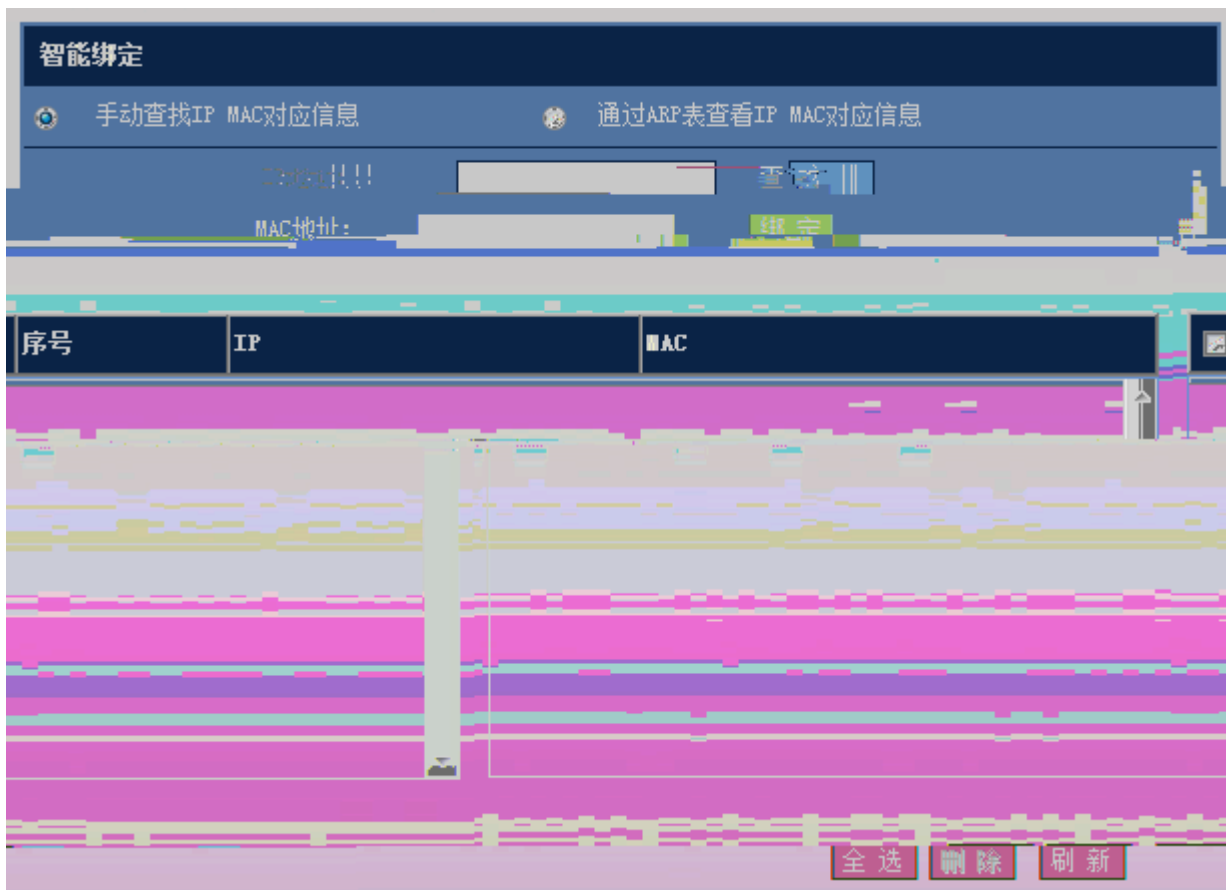 智能绑定
手动查找IP MAC对应信息
通过ARP表查看IP MAC对应信息
查
MAC地址:
绑 定
序号 IP MAC
全 选 删 除 刷 新